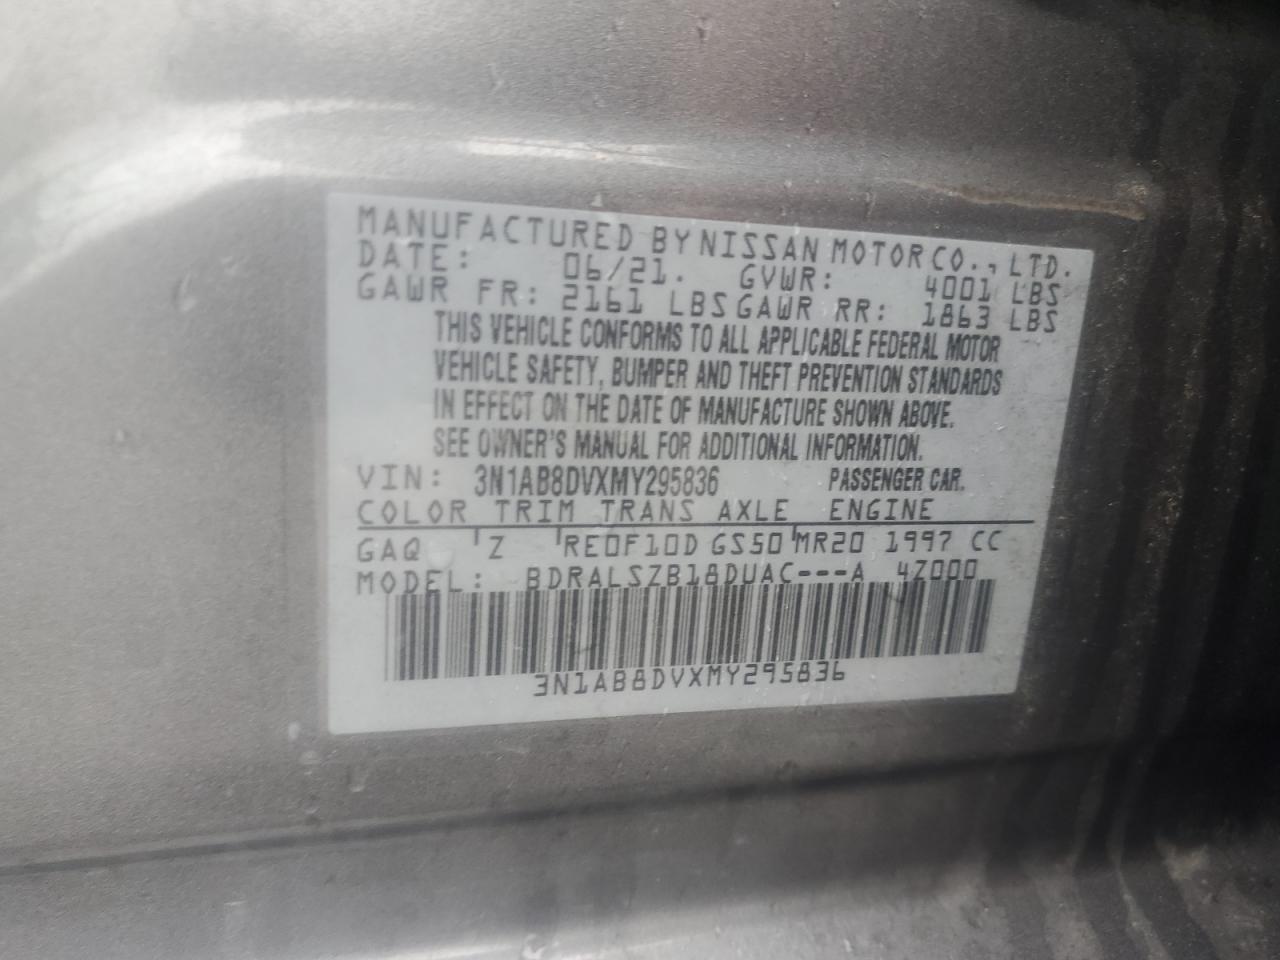 MANUFACTURED BY NISSAN MOTOR CO., LTD.
DATE: 06/21. GVWR: 4001 LBS
GAWR FR: 2161 LBS GAWR RR: 1863 LBS
THIS VEHICLE CONFORMS TO ALL APPLICABLE FEDERAL MOTOR
VEHICLE SAFETY, BUMPER AND THEFT PREVENTION STANDARDS
IN EFFECT ON THE DATE OF MANUFACTURE SHOWN ABOVE.
SEE OWNER'S MANUAL FOR ADDITIONAL INFORMATION.
VIN: 3N1AB8DVXMY295836 PASSENGER CAR.
COLOR TRIM TRANS AXLE ENGINE
GAQ Z RE0F10D GS50 MR20 1997 CC
MODEL: BDRALSZB18DUAC---A 4Z000
3N1AB8DVXMY295836